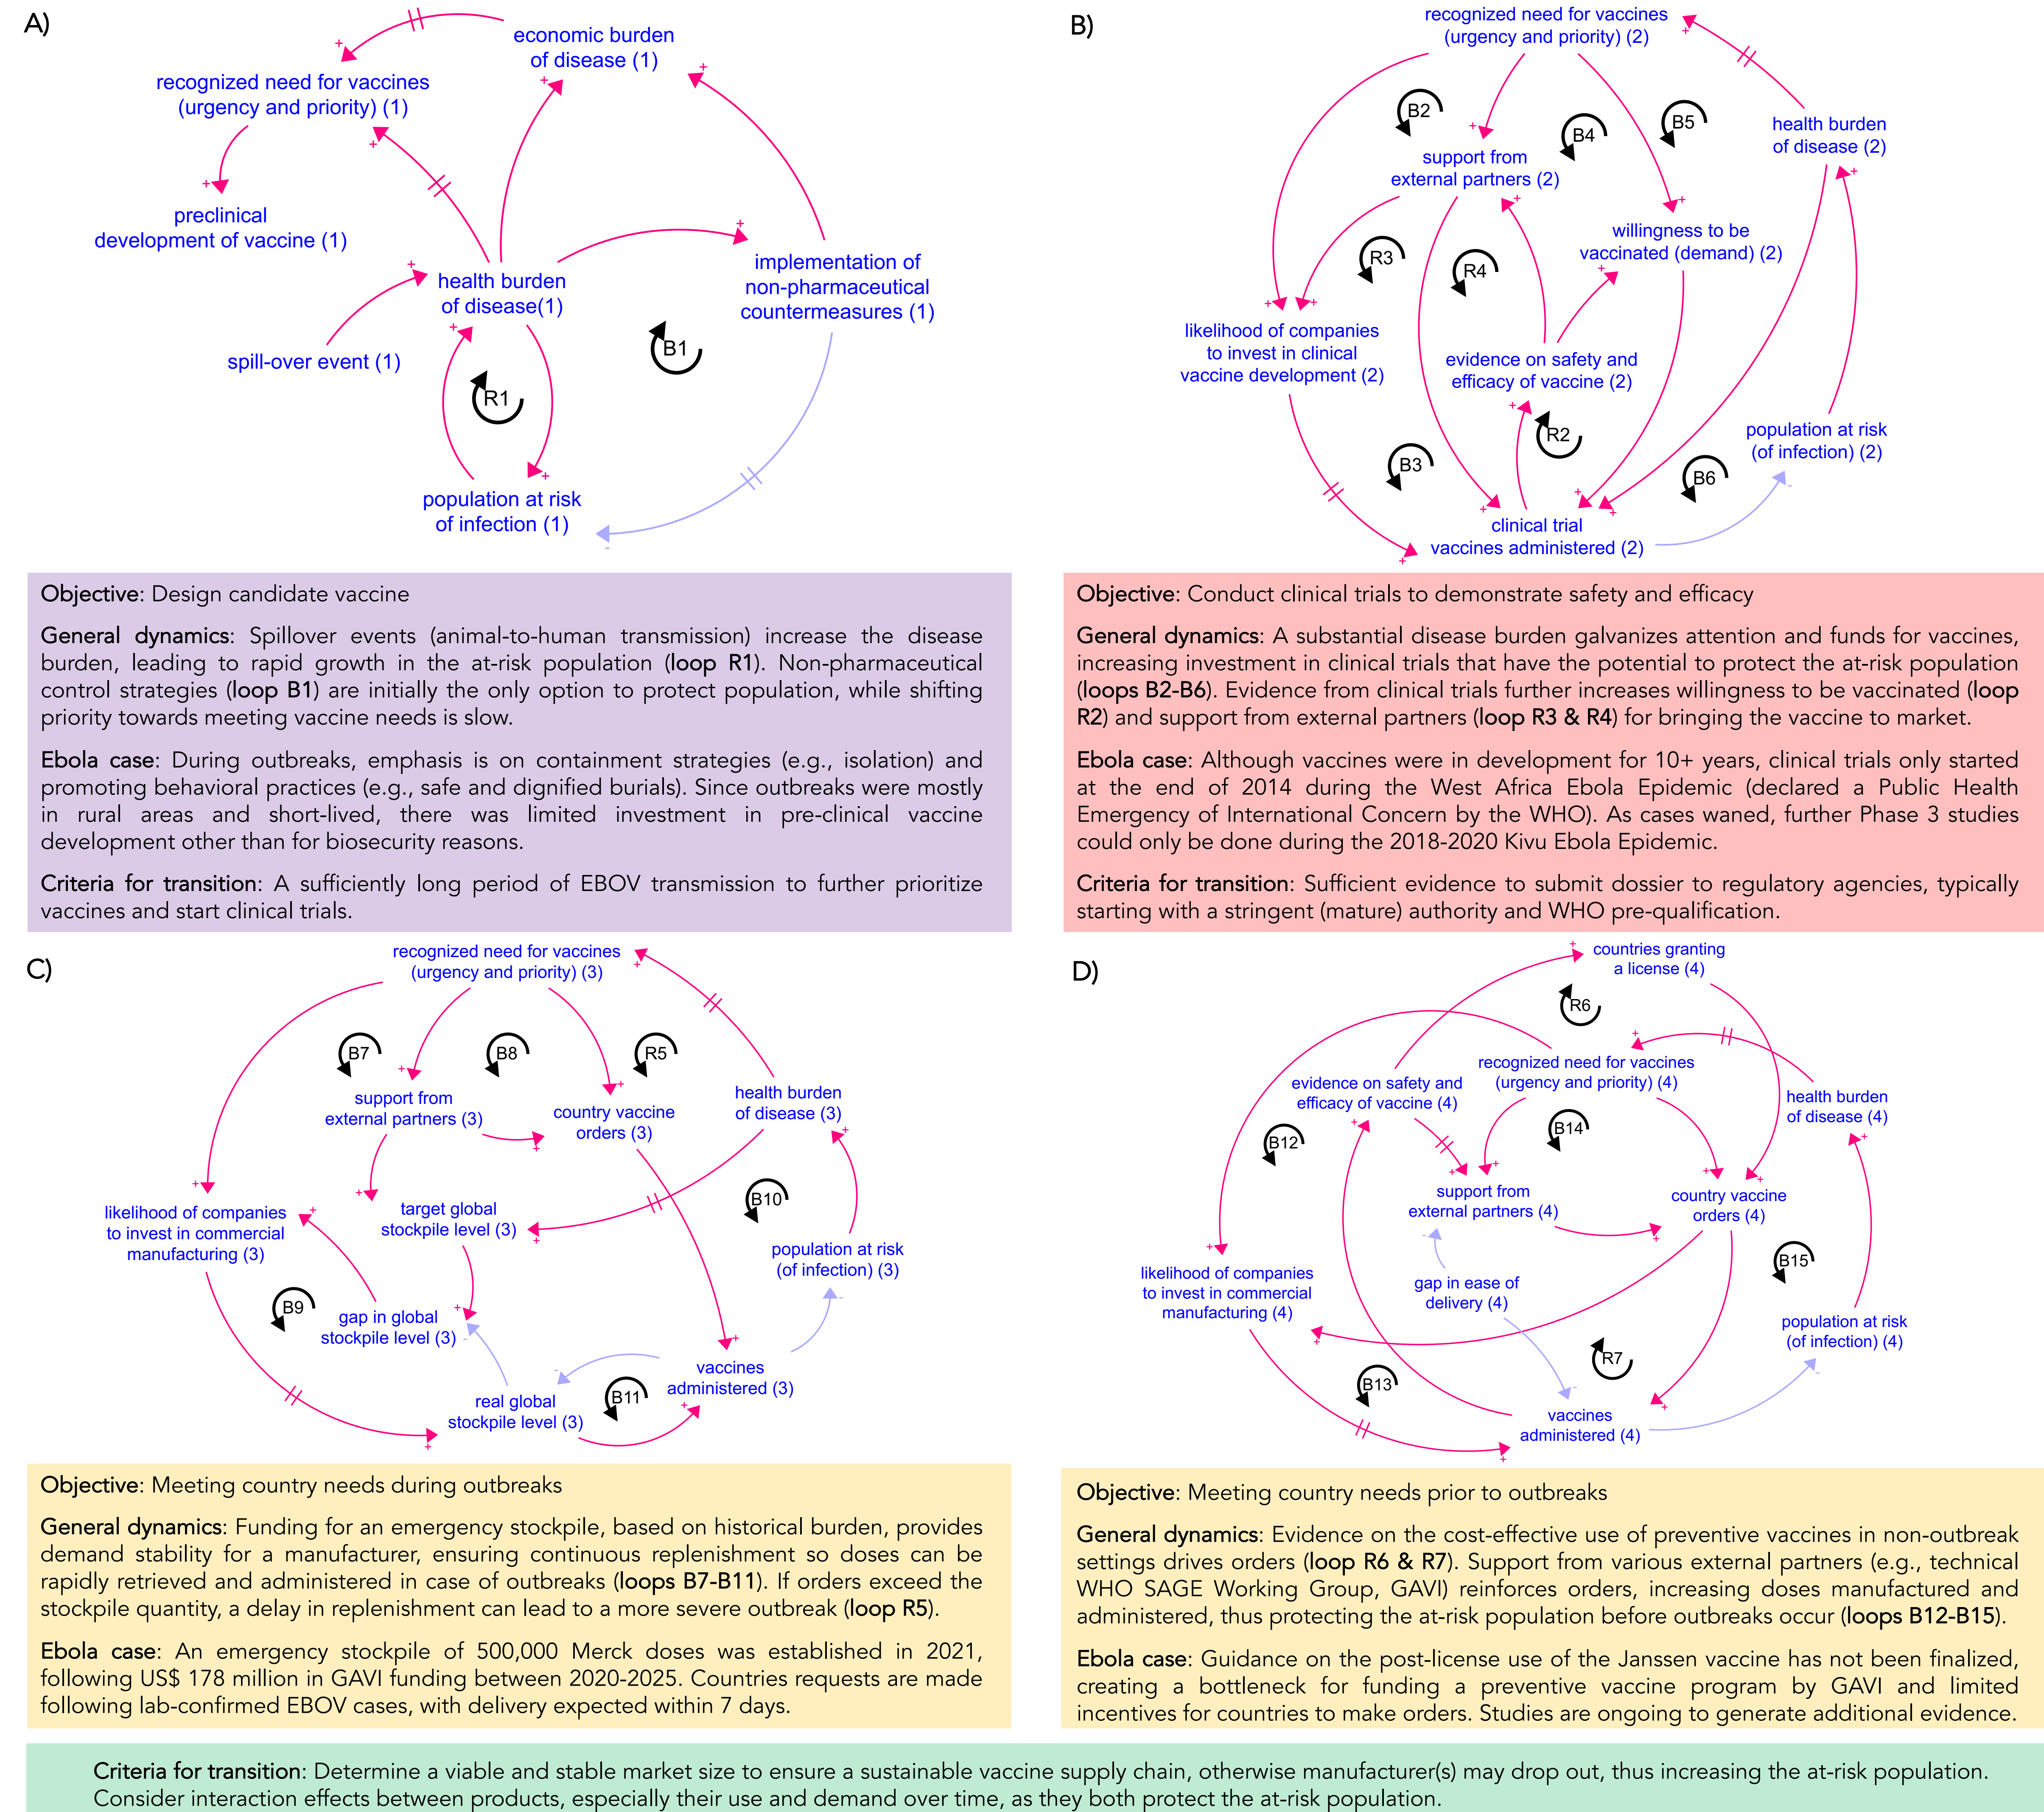 A)
economic burden
of disease (1)
recognized need for vaccines
(urgency and priority) (1)
preclinical
development of vaccine (1)
health burden
of disease(1)
implementation of
non-pharmaceutical
countermeasures (1)
spill-over event (1)
B1
R1
population at risk
of infection (1)
Objective: Design candidate vaccine
General dynamics: Spillover events (animal-to-human transmission) increase the disease
burden, leading to rapid growth in the at-risk population (loop R1). Non-pharmaceutical
control strategies (loop B1) are initially the only option to protect population, while shifting
priority towards meeting vaccine needs is slow.
Ebola case: During outbreaks, emphasis is on containment strategies (e.g., isolation) and
promoting behavioral practices (e.g., safe and dignified burials). Since outbreaks were mostly
in rural areas and short-lived, there was limited investment in pre-clinical vaccine
development other than for biosecurity reasons.
Criteria for transition: A sufficiently long period of EBOV transmission to further prioritize
vaccines and start clinical trials.
B)
recognized need for vaccines
(urgency and priority) (2)
B2
B4
B5
health burden
of disease (2)
support from
external partners (2)
willingness to be
vaccinated (demand) (2)
R3
R4
likelihood of companies
to invest in clinical
vaccine development (2)
evidence on safety and
efficacy of vaccine (2)
R2
population at risk
(of infection) (2)
B3
B6
clinical trial
vaccines administered (2)
Objective: Conduct clinical trials to demonstrate safety and efficacy
General dynamics: A substantial disease burden galvanizes attention and funds for vaccines,
increasing investment in clinical trials that have the potential to protect the at-risk population
(loops B2-B6). Evidence from clinical trials further increases willingness to be vaccinated (loop
R2) and support from external partners (loop R3 & R4) for bringing the vaccine to market.
Ebola case: Although vaccines were in development for 10+ years, clinical trials only started
at the end of 2014 during the West Africa Ebola Epidemic (declared a Public Health
Emergency of International Concern by the WHO). As cases waned, further Phase 3 studies
could only be done during the 2018-2020 Kivu Ebola Epidemic.
Criteria for transition: Sufficient evidence to submit dossier to regulatory agencies, typically
starting with a stringent (mature) authority and WHO pre-qualification.
C)
recognized need for vaccines
(urgency and priority) (3)
B7
B8
R5
support from
external partners (3)
country vaccine
orders (3)
health burden
of disease (3)
B10
likelihood of companies
to invest in commercial
manufacturing (3)
target global
stockpile level (3)
population at risk
(of infection) (3)
B9
gap in global
stockpile level (3)
vaccines
administered (3)
B11
real global
stockpile level (3)
Objective: Meeting country needs during outbreaks
General dynamics: Funding for an emergency stockpile, based on historical burden, provides
demand stability for a manufacturer, ensuring continuous replenishment so doses can be
rapidly retrieved and administered in case of outbreaks (loops B7-B11). If orders exceed the
stockpile quantity, a delay in replenishment can lead to a more severe outbreak (loop R5).
Ebola case: An emergency stockpile of 500,000 Merck doses was established in 2021,
following US$ 178 million in GAVI funding between 2020-2025. Countries requests are made
following lab-confirmed EBOV cases, with delivery expected within 7 days.
D)
countries granting
a license (4)
R6
recognized need for vaccines
(urgency and priority) (4)
evidence on safety and
efficacy of vaccine (4)
health burden
of disease (4)
B12
B14
support from
external partners (4)
country vaccine
orders (4)
B15
likelihood of companies
to invest in commercial
manufacturing (4)
gap in ease of
delivery (4)
population at risk
(of infection) (4)
R7
B13
vaccines
administered (4)
Objective: Meeting country needs prior to outbreaks
General dynamics: Evidence on the cost-effective use of preventive vaccines in non-outbreak
settings drives orders (loop R6 & R7). Support from various external partners (e.g., technical
WHO SAGE Working Group, GAVI) reinforces orders, increasing doses manufactured and
administered, thus protecting the at-risk population before outbreaks occur (loops B12-B15).
Ebola case: Guidance on the post-license use of the Janssen vaccine has not been finalized,
creating a bottleneck for funding a preventive vaccine program by GAVI and limited
incentives for countries to make orders. Studies are ongoing to generate additional evidence.
Criteria for transition: Determine a viable and stable market size to ensure a sustainable vaccine supply chain, otherwise manufacturer(s) may drop out, thus increasing the at-risk population.
Consider interaction effects between products, especially their use and demand over time, as they both protect the at-risk population.